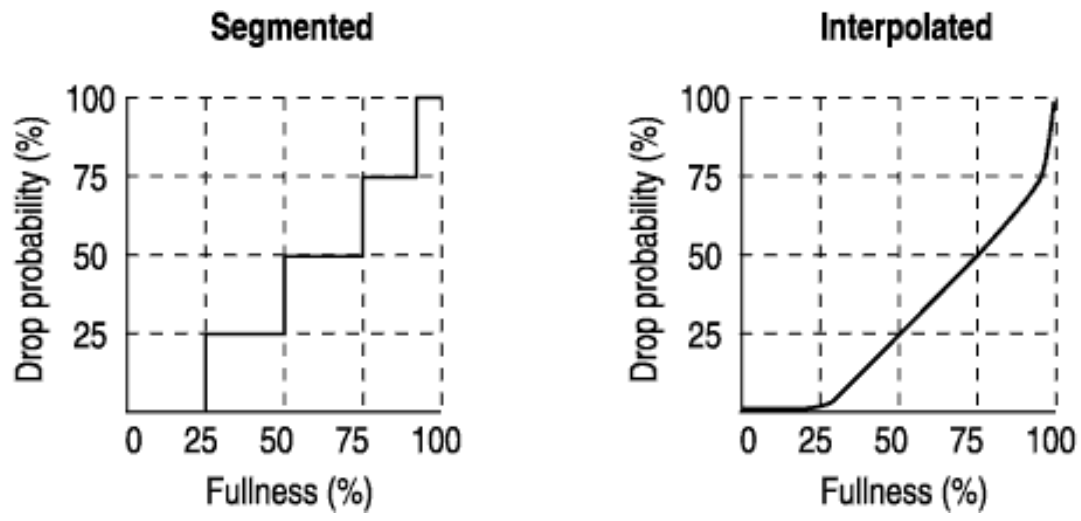 Segmented
Drop probability (%)
100
75
50
25
0 25 50 75 100
Fullness (%)
Interpolated
Drop probability (%)
100
75
50
25
0 25 50 75 100
Fullness (%)